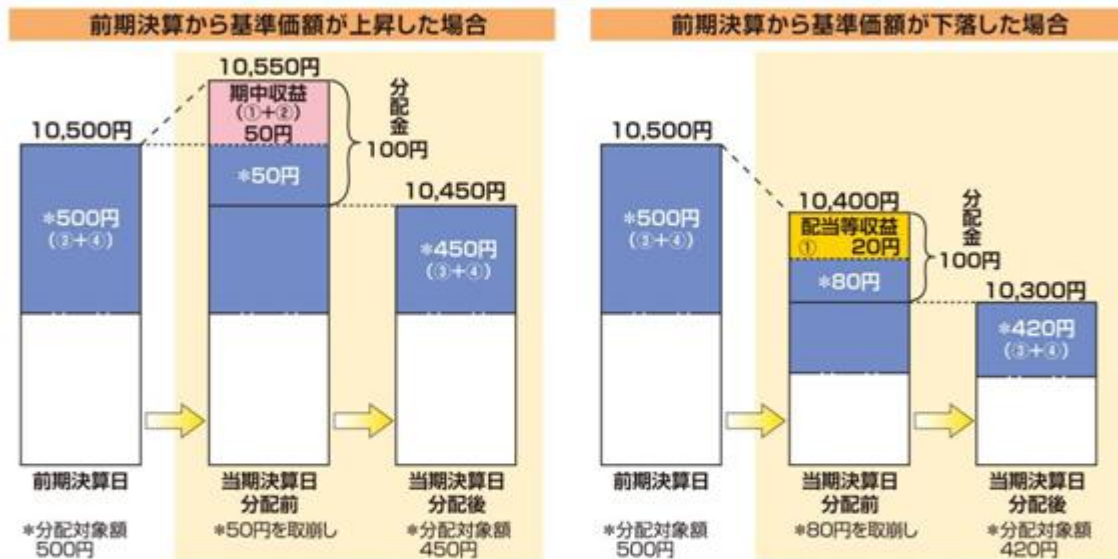 前期決算から基準価額が上昇した場合
10,550円
期中収益
(①+②)
50円
分配金
100円
10,500円
*50円
10,450円
*500円
(③+④)
*450円
(③+④)
前期決算日
当期決算日
分配前
当期決算日
分配後
*分配対象額
500円
*50円を取崩し
*分配対象額
450円
前期決算から基準価額が下落した場合
10,500円
10,400円
配当等収益
① 20円
分配金
100円
*500円
(③+④)
*80円
10,300円
*420円
(③+④)
前期決算日
当期決算日
分配前
当期決算日
分配後
*分配対象額
500円
*80円を取崩し
*分配対象額
420円